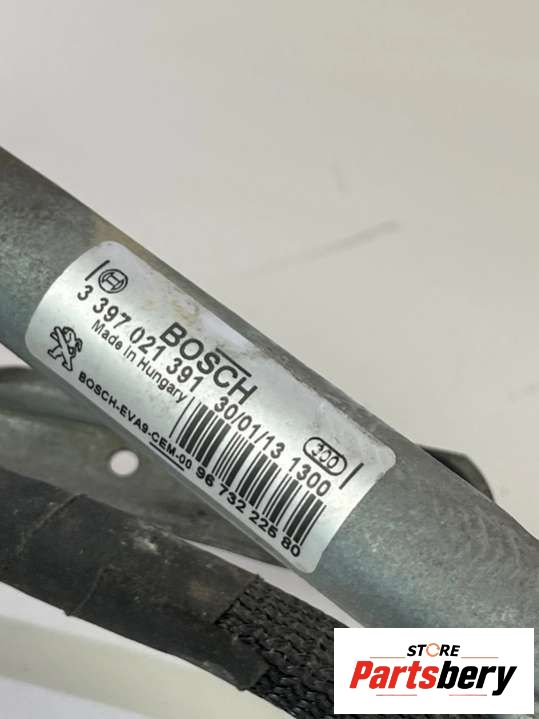 BOSCH
3 397 021 391 30/01/13 1300
Made in Hungary
300
BOSCH-EVA9-CEM-00 96 732 225 80
STORE
Partsbery